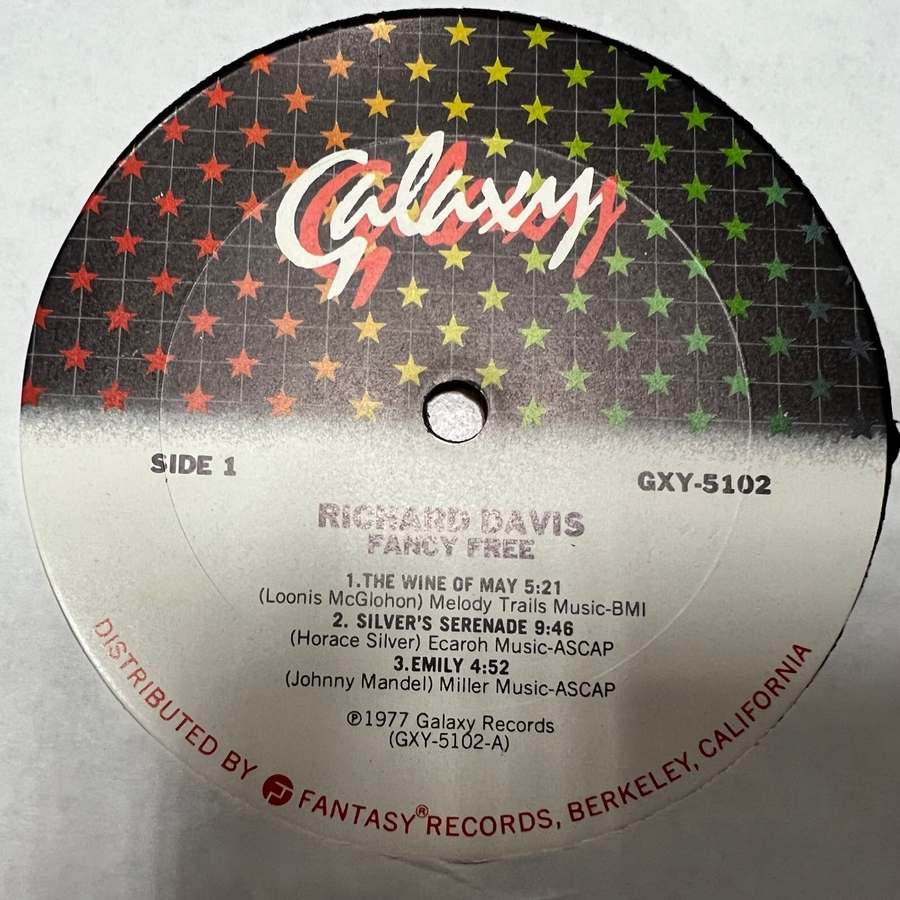 Galaxy
SIDE 1
GXY-5102
RICHARD DAVIS
FANCY FREE
1.THE WINE OF MAY 5:21
(Loonis McGlohon) Melody Trails Music-BMI
2. SILVER'S SERENADE 9:46
(Horace Silver) Ecaroh Music-ASCAP
3.EMILY 4:52
(Johnny Mandel) Miller Music-ASCAP
℗1977 Galaxy Records
(GXY-5102-A)
DISTRIBUTED BY FANTASY® RECORDS, BERKELEY, CALIFORNIA